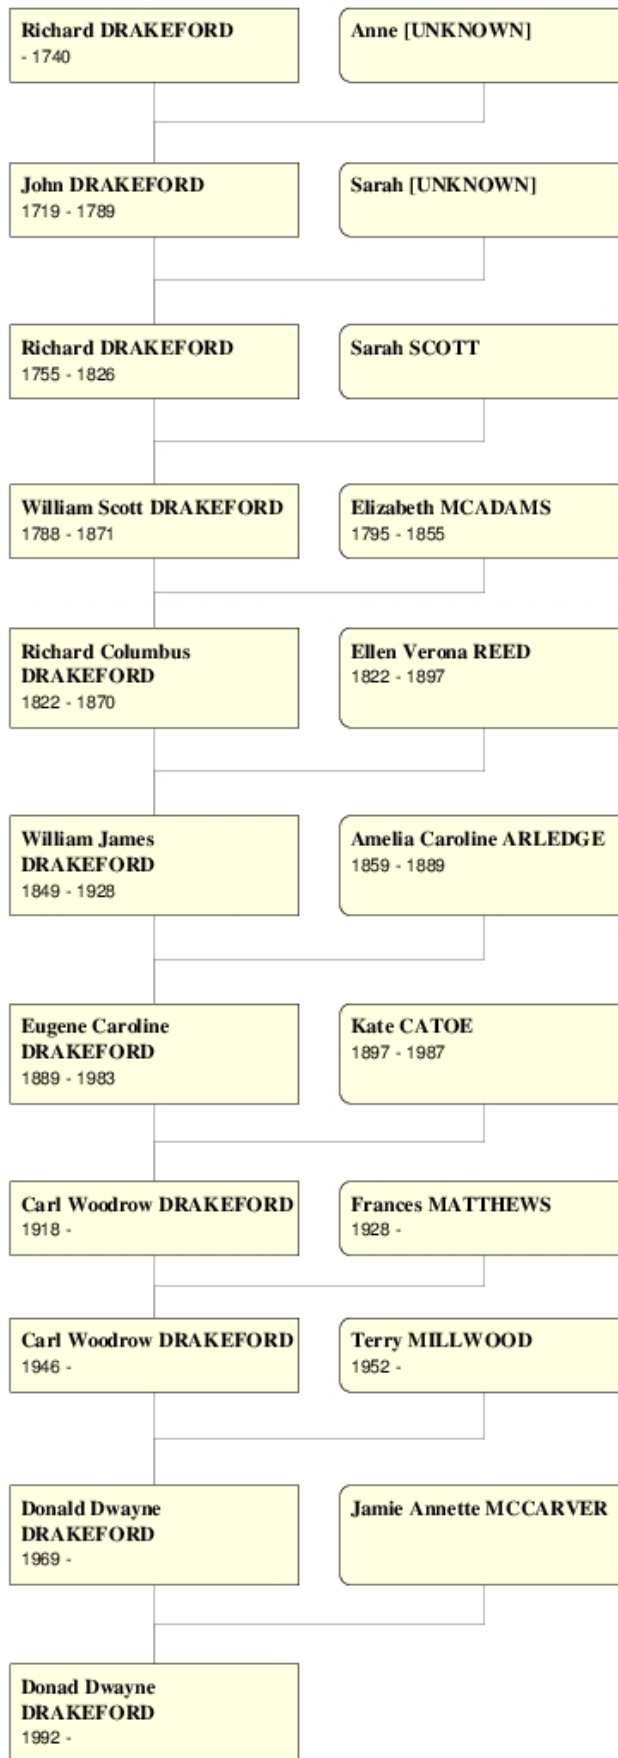 Richard DRAKEFORD
- 1740
Anne [UNKNOWN]
John DRAKEFORD
1719 - 1789
Sarah [UNKNOWN]
Richard DRAKEFORD
1755 - 1826
Sarah SCOTT
William Scott DRAKEFORD
1788 - 1871
Elizabeth MCADAMS
1795 - 1855
Richard Columbus
DRAKEFORD
1822 - 1870
Ellen Verona REED
1822 - 1897
William James
DRAKEFORD
1849 - 1928
Amelia Caroline ARLEDGE
1859 - 1889
Eugene Caroline
DRAKEFORD
1889 - 1983
Kate CATOE
1897 - 1987
Carl Woodrow DRAKEFORD
1918 -
Frances MATTHEWS
1928 -
Carl Woodrow DRAKEFORD
1946 -
Terry MILLWOOD
1952 -
Donald Dwayne
DRAKEFORD
1969 -
Jamie Annette MCCARVER
Donad Dwayne
DRAKEFORD
1992 -